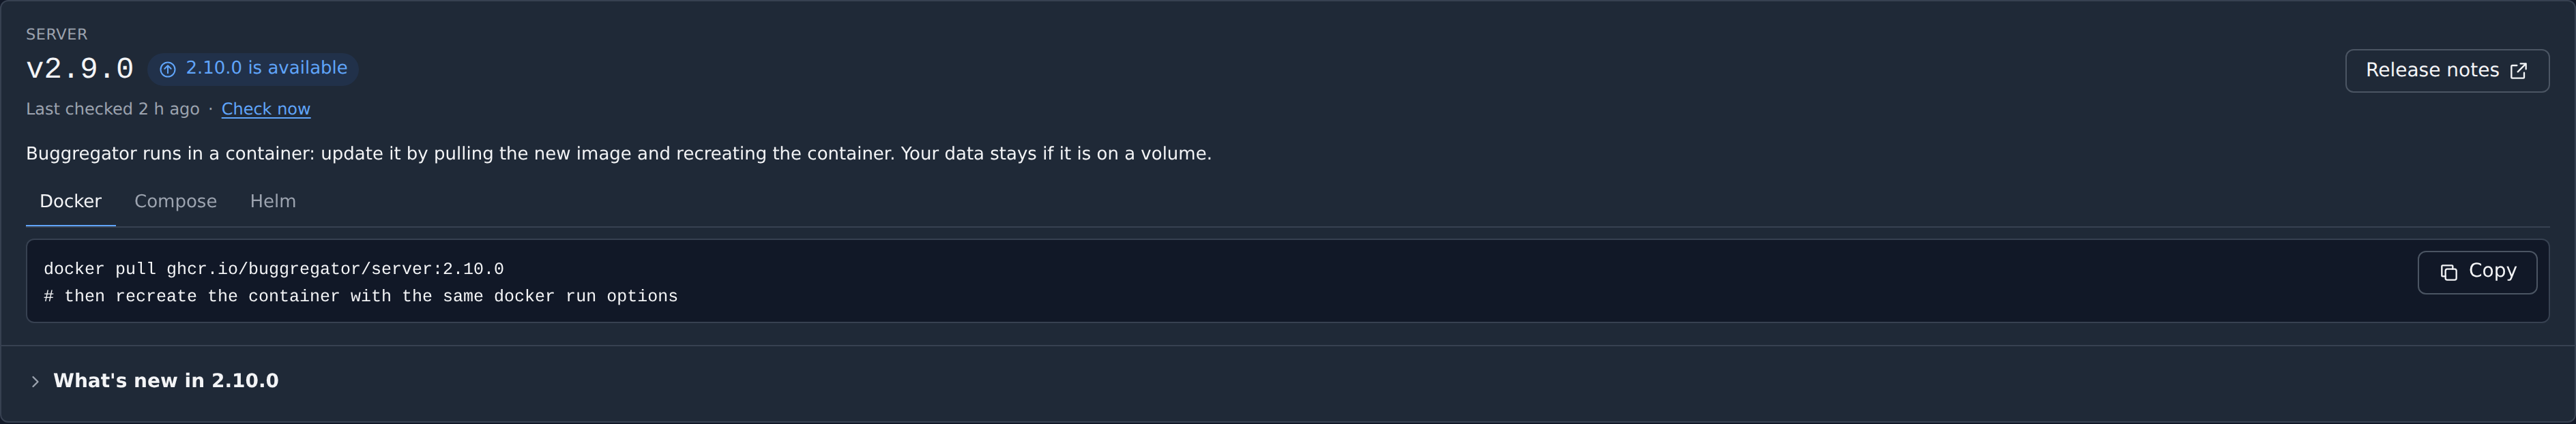 SERVER
v2.9.0 2.10.0 is available
Release notes
Last checked 2 h ago · Check now
Buggregator runs in a container: update it by pulling the new image and recreating the container. Your data stays if it is on a volume.
Docker Compose Helm
docker pull ghcr.io/buggregator/server:2.10.0
# then recreate the container with the same docker run options
Copy
What's new in 2.10.0